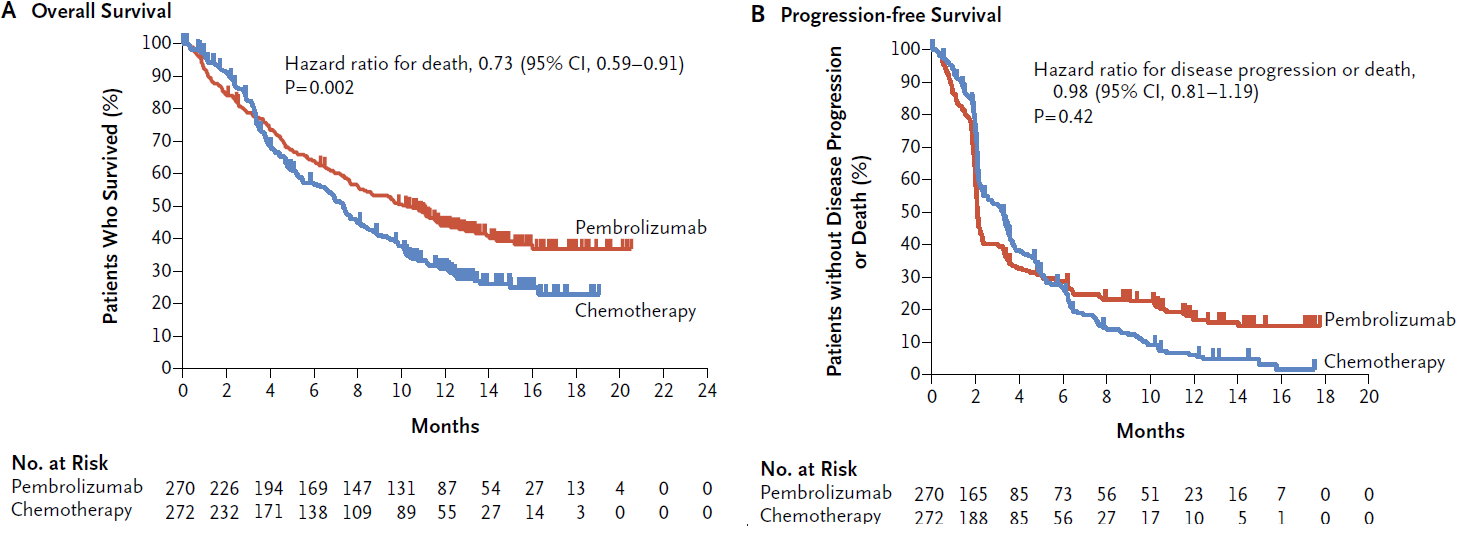 A Overall Survival
Patients Who Survived (%)
100
90
80
70
60
50
40
30
20
10
0
Hazard ratio for death, 0.73 (95% CI, 0.59–0.91)
P=0.002
Pembrolizumab
Chemotherapy
0 2 4 6 8 10 12 14 16 18 20 22 24
Months
No. at Risk
Pembrolizumab 270 226 194 169 147 131 87 54 27 13 4 0 0
Chemotherapy 272 232 171 138 109 89 55 27 14 3 0 0 0
B Progression-free Survival
Patients without Disease Progression
or Death (%)
100
90
80
70
60
50
40
30
20
10
0
Hazard ratio for disease progression or death,
0.98 (95% CI, 0.81–1.19)
P=0.42
Pembrolizumab
Chemotherapy
0 2 4 6 8 10 12 14 16 18 20
Months
No. at Risk
Pembrolizumab 270 165 85 73 56 51 23 16 7 0 0
Chemotherapy 272 188 85 56 27 17 10 5 1 0 0